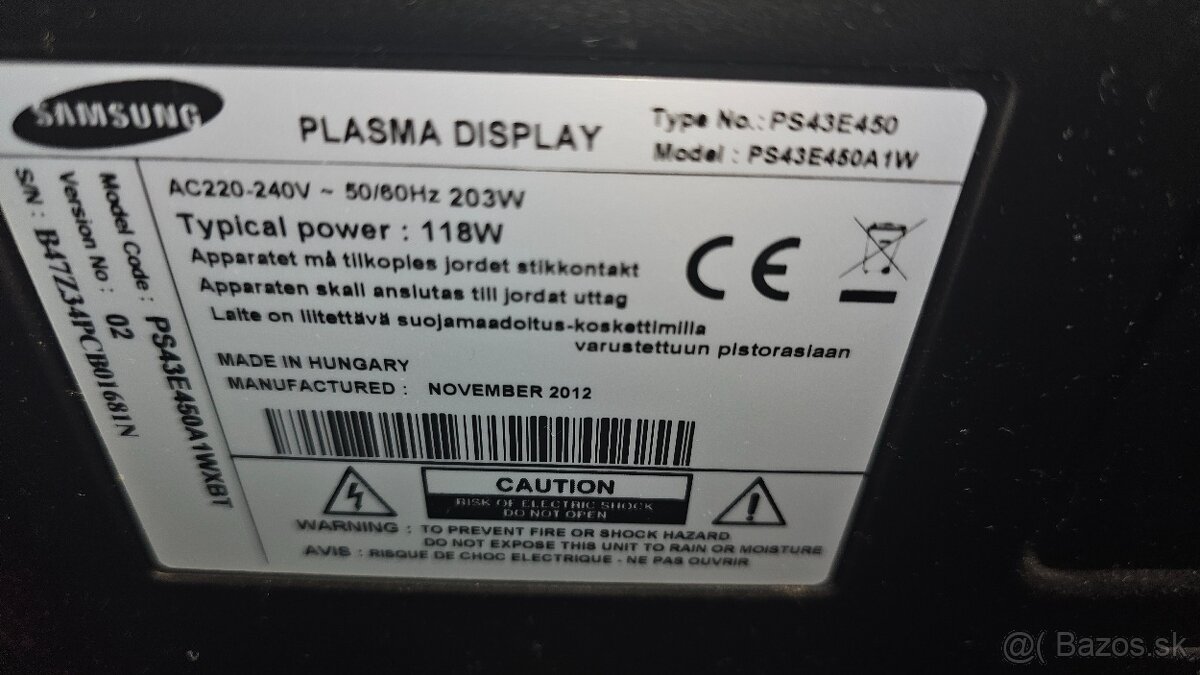 SAMSUNG
PLASMA DISPLAY
Type No.: PS43E450
Model : PS43E450A1W
AC220-240V ~ 50/60Hz 203W
Typical power : 118W
Apparatet må tilkoples jordet stikkontakt
Apparaten skall anslutas till jordat uttag
Laite on liitettävä suojamaadoitus-koskettimilla
varustettuun pistorasiaan
MADE IN HUNGARY
MANUFACTURED : NOVEMBER 2012
CE
Model Code : PS43E450A1WXBT
Version No : 02
S/N : B47Z34PCB01681N
CAUTION
RISK OF ELECTRIC SHOCK
DO NOT OPEN
WARNING : TO PREVENT FIRE OR SHOCK HAZARD
DO NOT EXPOSE THIS UNIT TO RAIN OR MOISTURE
AVIS : RISQUE DE CHOC ELECTRIQUE - NE PAS OUVRIR
@( Bazos.sk